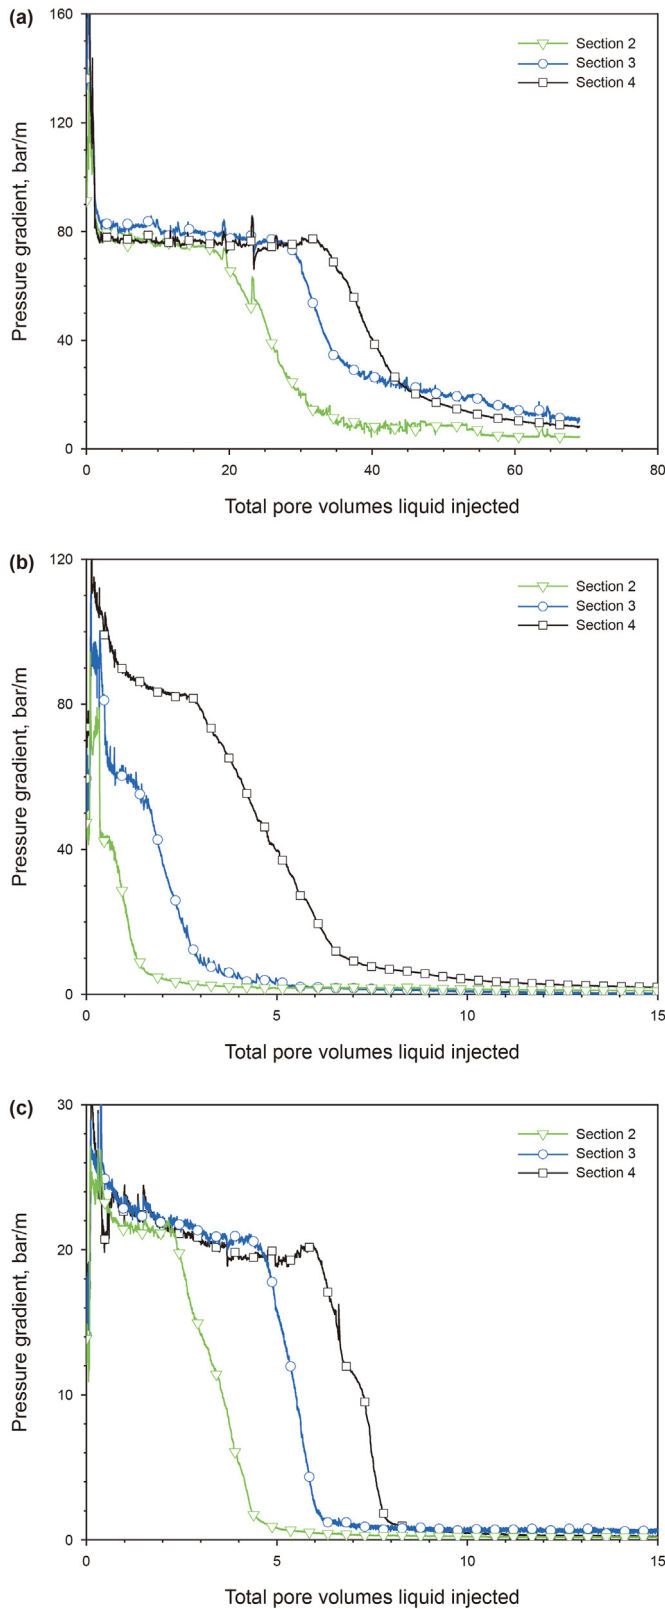 (a)
160
120
80
40
0
Pressure gradient, bar/m
Section 2
Section 3
Section 4
0 20 40 60 80
Total pore volumes liquid injected
(b)
120
80
40
0
Pressure gradient, bar/m
Section 2
Section 3
Section 4
0 5 10 15
Total pore volumes liquid injected
(c)
30
20
10
0
Pressure gradient, bar/m
Section 2
Section 3
Section 4
0 5 10 15
Total pore volumes liquid injected